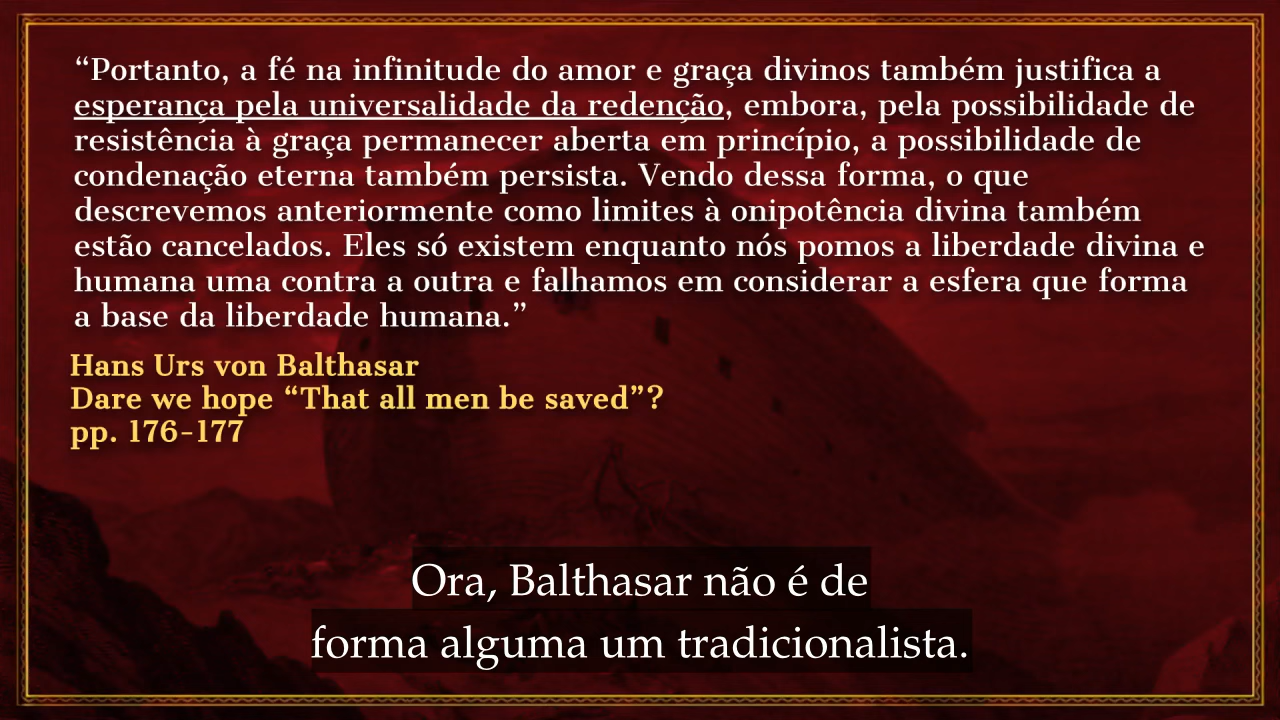 “Portanto, a fé na infinitude do amor e graça divinos também justifica a
esperança pela universalidade da redenção, embora, pela possibilidade de
resistência à graça permanecer aberta em princípio, a possibilidade de
condenação eterna também persista. Vendo dessa forma, o que
descrevemos anteriormente como limites à onipotência divina também
estão cancelados. Eles só existem enquanto nós pomos a liberdade divina e
humana uma contra a outra e falhamos em considerar a esfera que forma
a base da liberdade humana.”
Hans Urs von Balthasar
Dare we hope “That all men be saved”?
pp. 176-177
Ora, Balthasar não é de
forma alguma um tradicionalista.